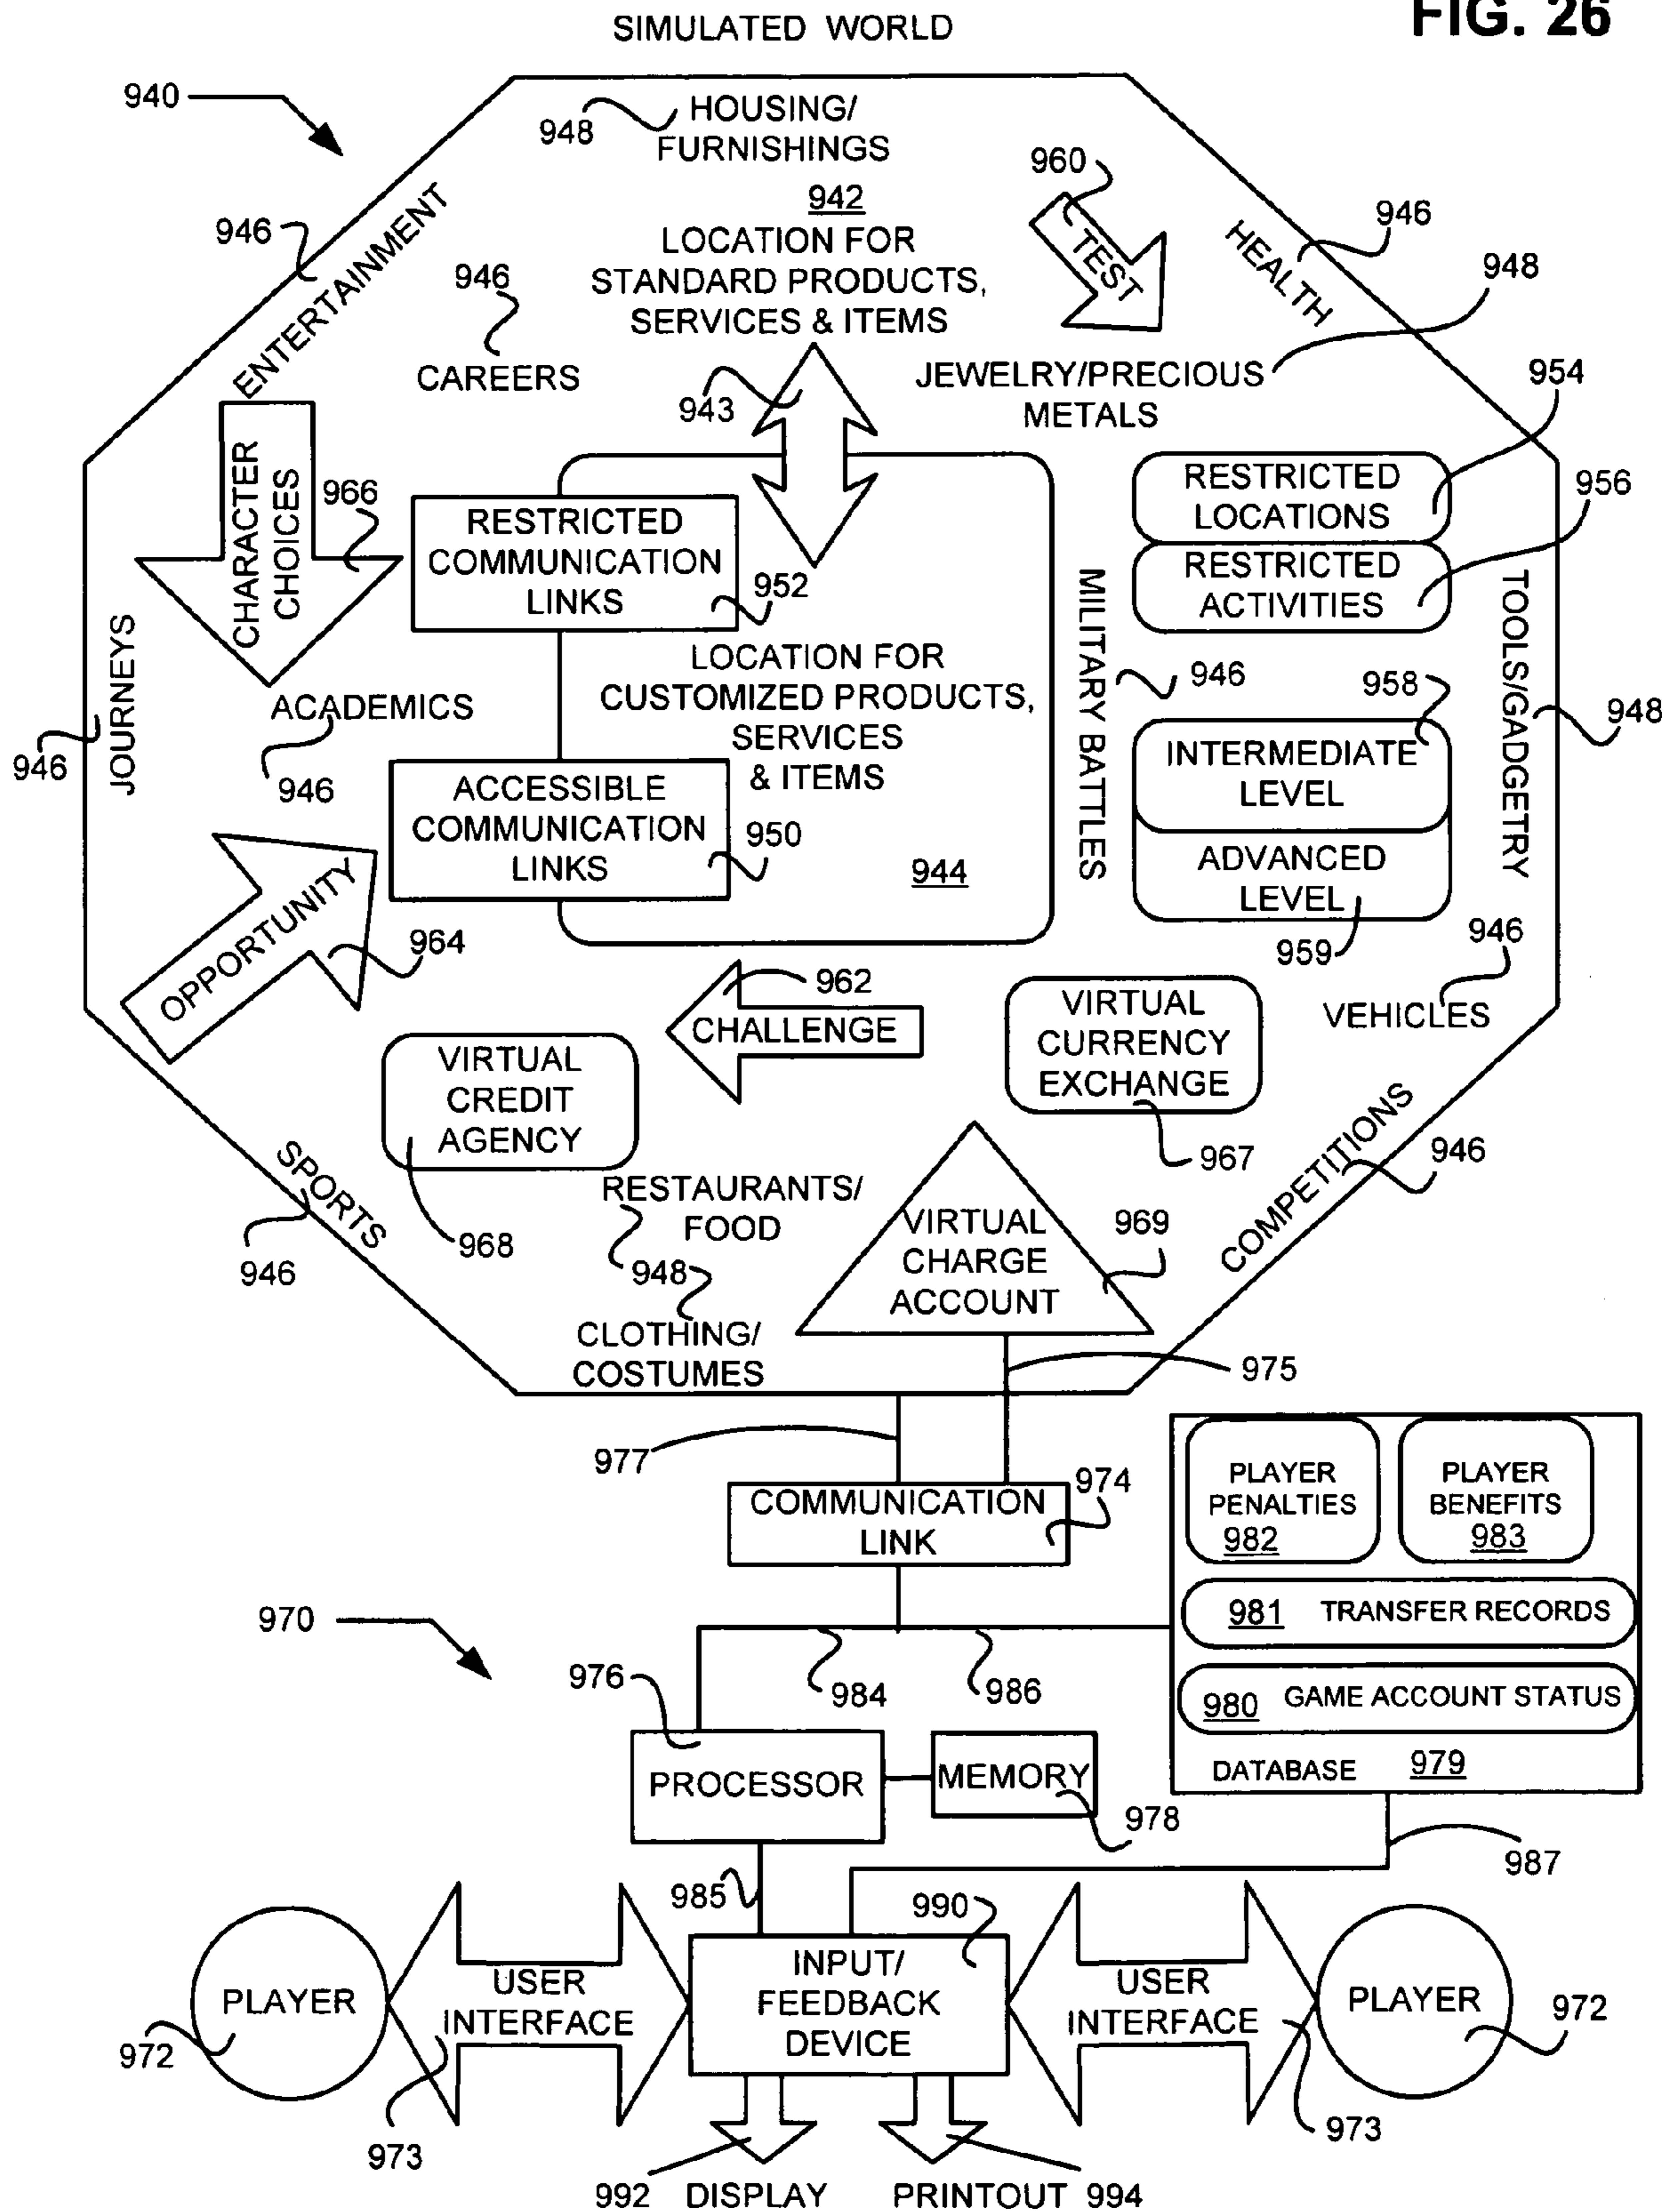 FIG. 26
SIMULATED WORLD
940
948
HOUSING/
FURNISHINGS
960
TEST
942
LOCATION FOR
STANDARD PRODUCTS,
SERVICES & ITEMS
946
ENTERTAINMENT
946
HEALTH
948
946
CAREERS
943
JEWELRY/PRECIOUS
METALS
954
956
CHARACTER
CHOICES
966
RESTRICTED
COMMUNICATION
LINKS
952
RESTRICTED
LOCATIONS
RESTRICTED
ACTIVITIES
MILITARY BATTLES
946
TOOLS/GADGETRY
948
JOURNEYS
946
ACADEMICS
946
LOCATION FOR
CUSTOMIZED PRODUCTS,
SERVICES
& ITEMS
944
958
INTERMEDIATE
LEVEL
ADVANCED
LEVEL
959
ACCESSIBLE
COMMUNICATION
LINKS
950
OPPORTUNITY
964
962
CHALLENGE
VIRTUAL
CURRENCY
EXCHANGE
967
946
VEHICLES
VIRTUAL
CREDIT
AGENCY
968
SPORTS
946
COMPETITIONS
946
RESTAURANTS/
FOOD
948
CLOTHING/
COSTUMES
VIRTUAL
CHARGE
ACCOUNT
969
975
977
COMMUNICATION
LINK
974
PLAYER
PENALTIES
982
PLAYER
BENEFITS
983
981 TRANSFER RECORDS
980 GAME ACCOUNT STATUS
DATABASE 979
970
984
986
976
PROCESSOR
MEMORY
978
987
985
990
PLAYER
972
USER
INTERFACE
973
INPUT/
FEEDBACK
DEVICE
USER
INTERFACE
973
PLAYER
972
992 DISPLAY
PRINTOUT 994